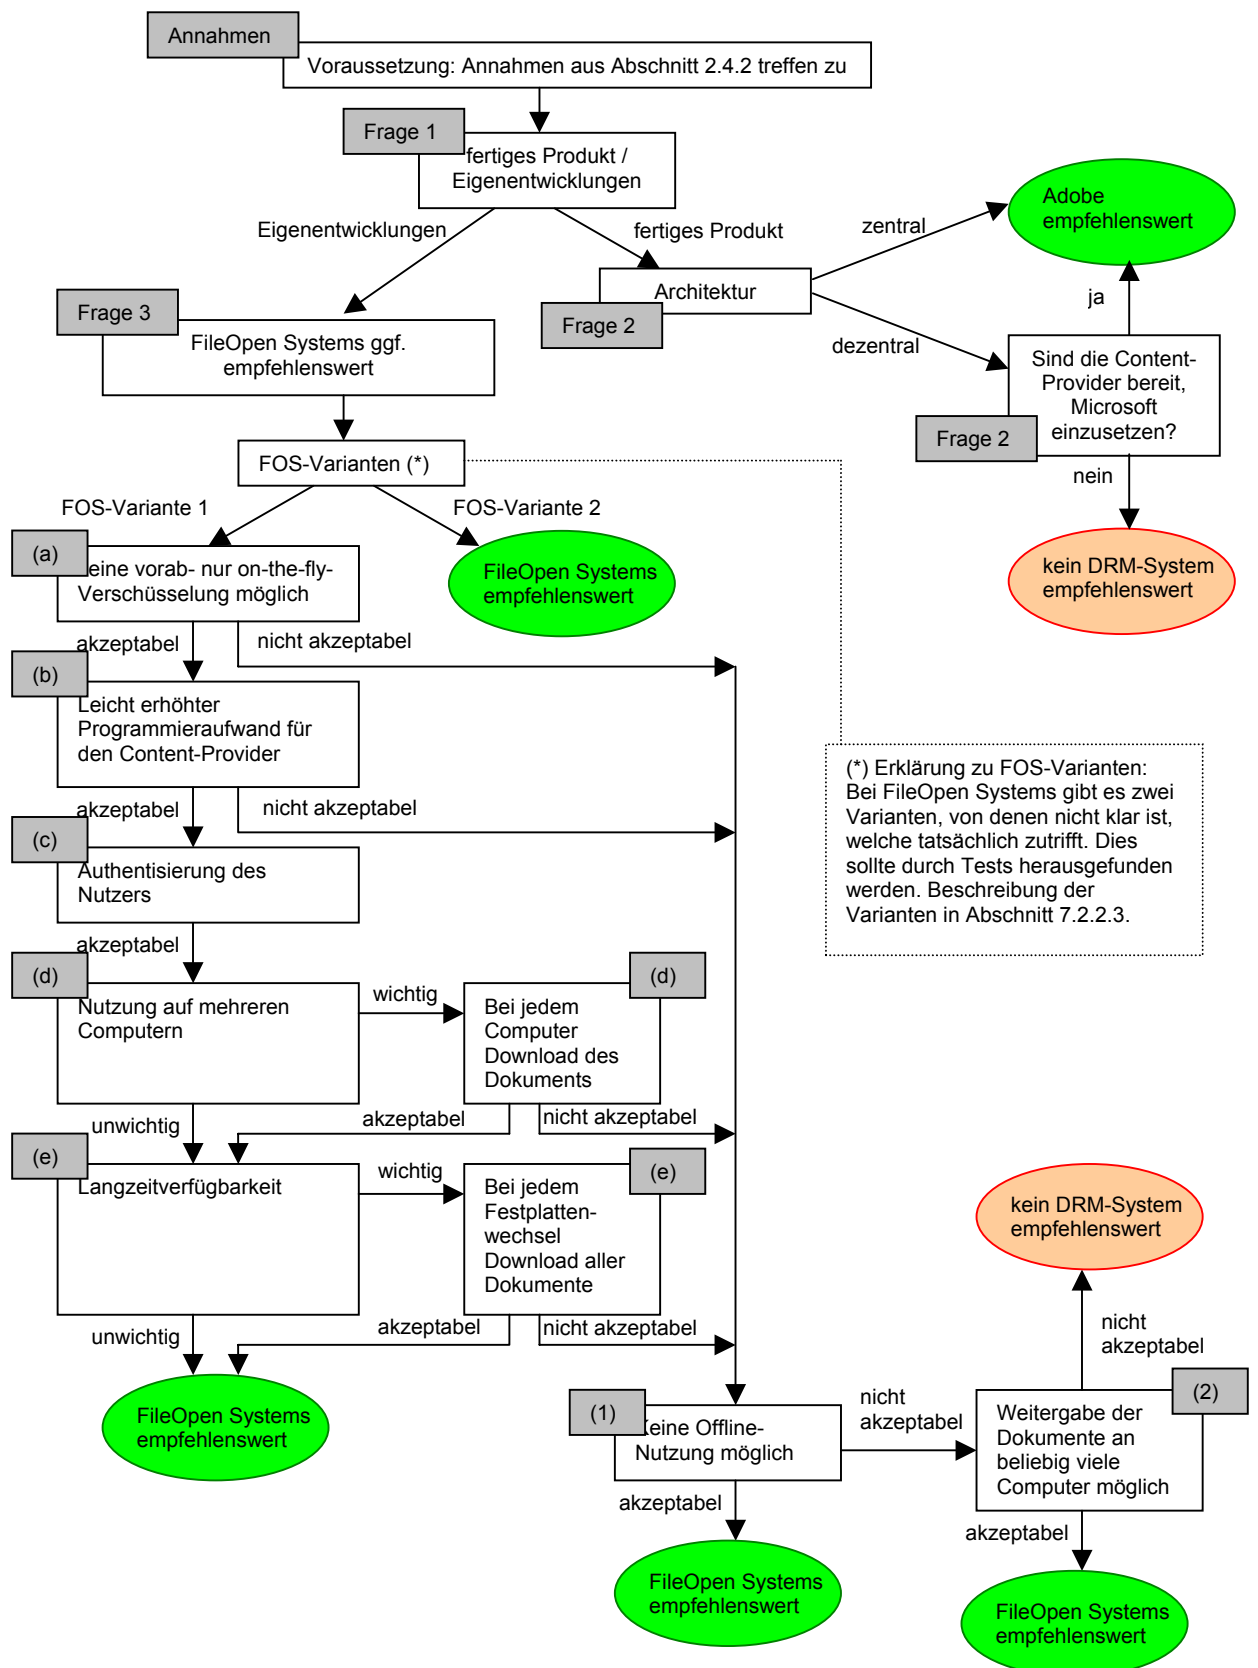 Annahmen
Voraussetzung: Annahmen aus Abschnitt 2.4.2 treffen zu
Frage 1
fertiges Produkt /
Eigenentwicklungen
Eigenentwicklungen
fertiges Produkt
zentral
Adobe
empfehlenswert
Architektur
Frage 2
dezentral
ja
Sind die Content-
Provider bereit,
Microsoft
einzusetzen?
Frage 2
nein
kein DRM-System
empfehlenswert
Frage 3
FileOpen Systems ggf.
empfehlenswert
FOS-Varianten (*)
FOS-Variante 1
FOS-Variante 2
FileOpen Systems
empfehlenswert
(a)
eine vorab- nur on-the-fly-
Verschüsselung möglich
akzeptabel
nicht akzeptabel
(b)
Leicht erhöhter
Programmieraufwand für
den Content-Provider
akzeptabel
nicht akzeptabel
(*) Erklärung zu FOS-Varianten:
Bei FileOpen Systems gibt es zwei
Varianten, von denen nicht klar ist,
welche tatsächlich zutrifft. Dies
sollte durch Tests herausgefunden
werden. Beschreibung der
Varianten in Abschnitt 7.2.2.3.
(c)
Authentisierung des
Nutzers
akzeptabel
(d)
Nutzung auf mehreren
Computern
wichtig
(d)
Bei jedem
Computer
Download des
Dokuments
unwichtig
akzeptabel
nicht akzeptabel
(e)
Langzeitverfügbarkeit
wichtig
(e)
Bei jedem
Festplatten-
wechsel
Download aller
Dokumente
unwichtig
akzeptabel
nicht akzeptabel
FileOpen Systems
empfehlenswert
(1)
Keine Offline-
Nutzung möglich
nicht
akzeptabel
akzeptabel
FileOpen Systems
empfehlenswert
kein DRM-System
empfehlenswert
nicht
akzeptabel
(2)
Weitergabe der
Dokumente an
beliebig viele
Computer möglich
akzeptabel
FileOpen Systems
empfehlenswert